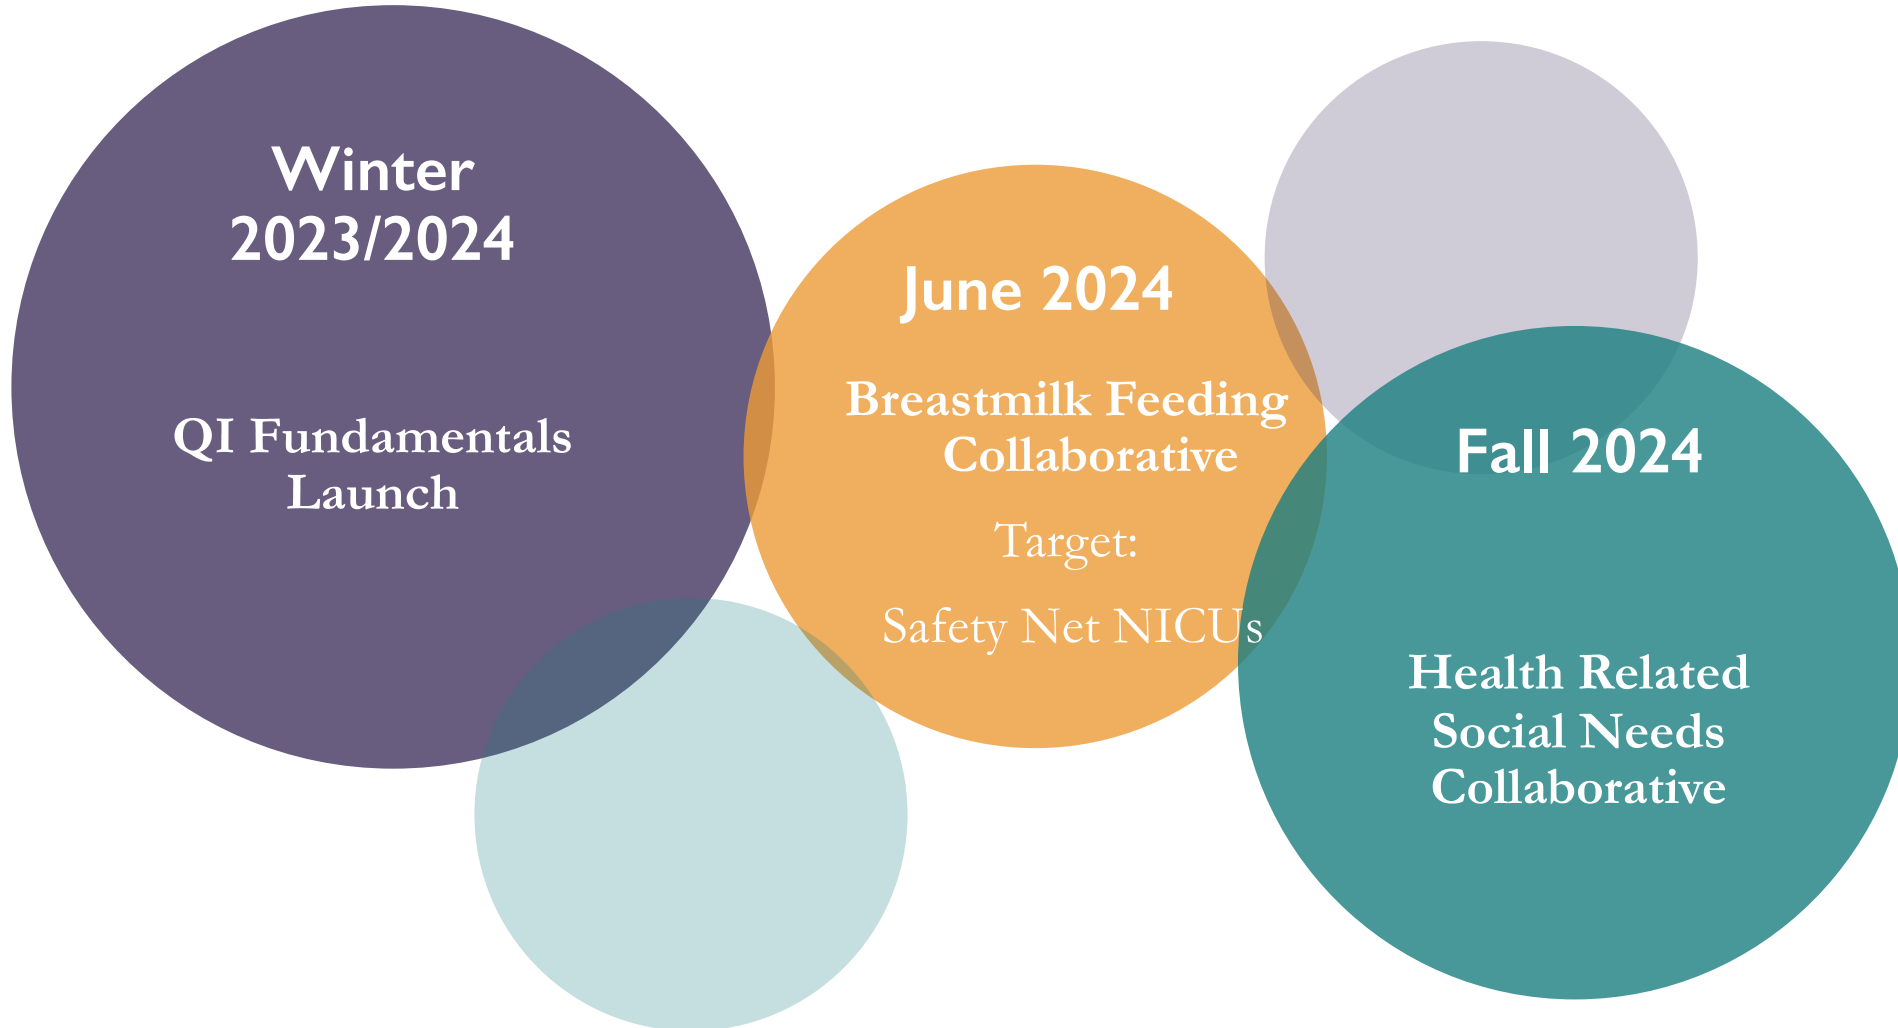 Winter
2023/2024
QI Fundamentals
Launch
June 2024
Breastmilk Feeding
Collaborative
Target:
Safety Net NICUs
Fall 2024
Health Related
Social Needs
Collaborative